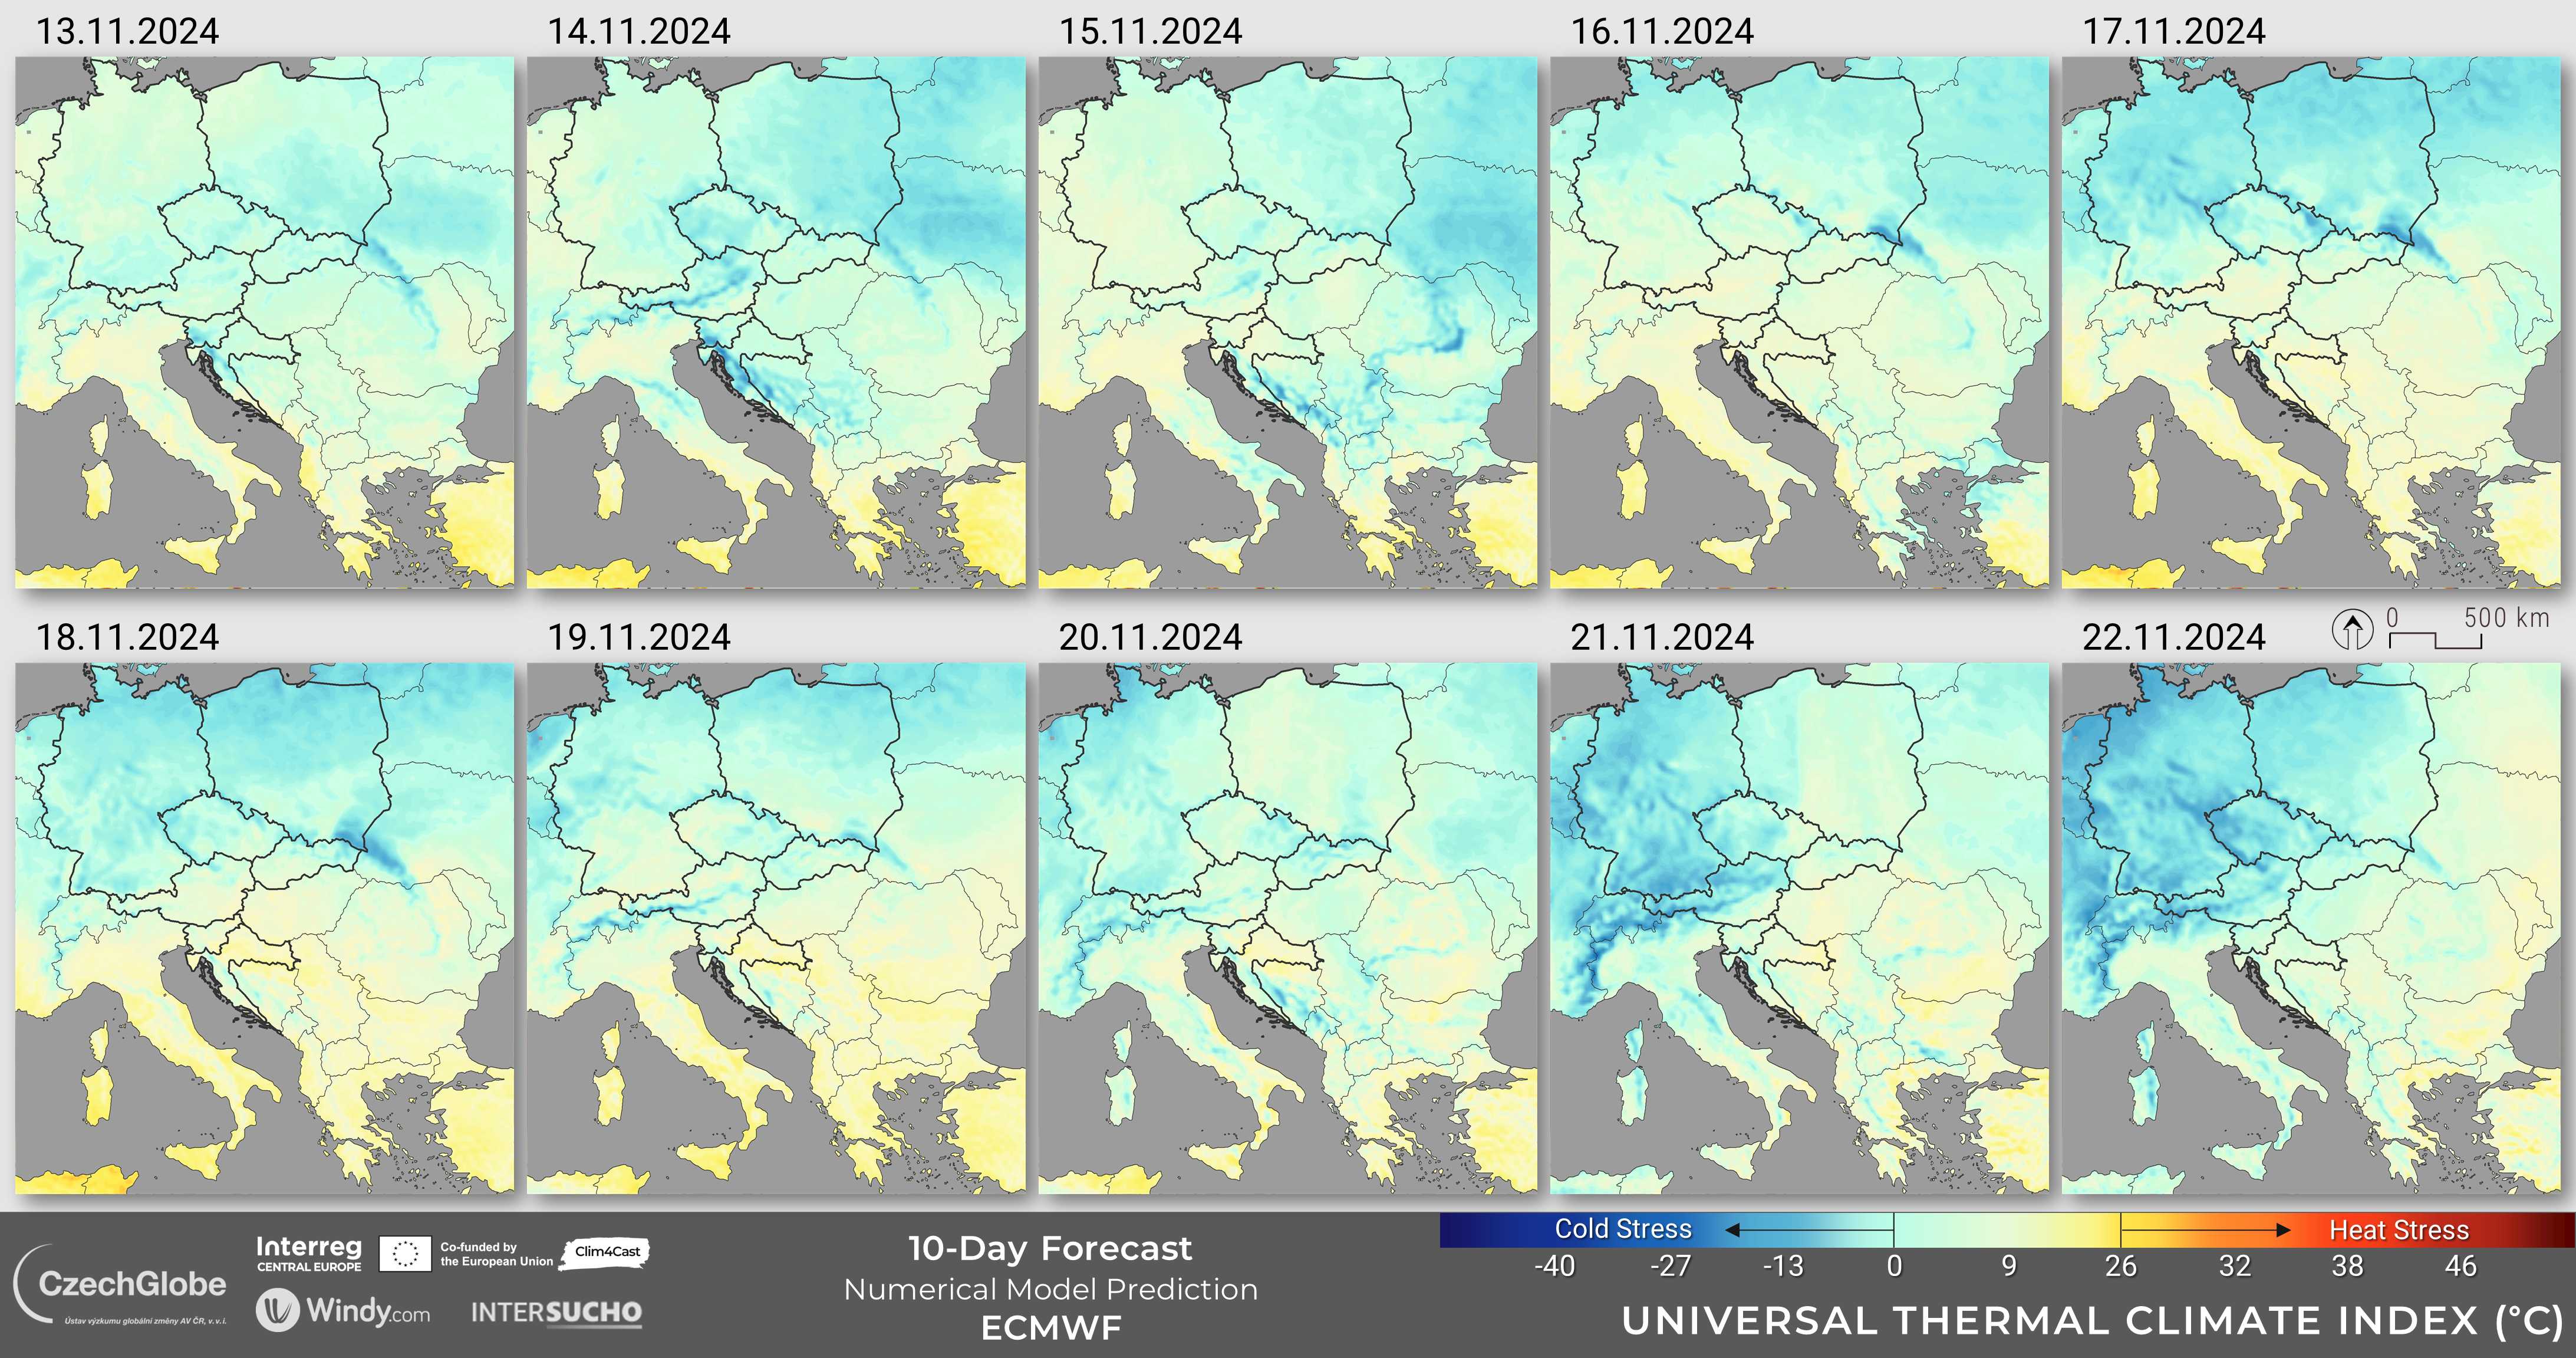 13.11.2024
14.11.2024
15.11.2024
16.11.2024
17.11.2024
0 500 km
18.11.2024
19.11.2024
20.11.2024
21.11.2024
22.11.2024
CzechGlobe
Ústav výzkumu globální změny AV ČR, v. v. i.
Interreg
CENTRAL EUROPE
Co-funded by
the European Union
Clim4Cast
Windy.com
INTERSUCHO
10-Day Forecast
Numerical Model Prediction
ECMWF
Cold Stress
Heat Stress
-40 -27 -13 0 9 26 32 38 46
UNIVERSAL THERMAL CLIMATE INDEX (°C)